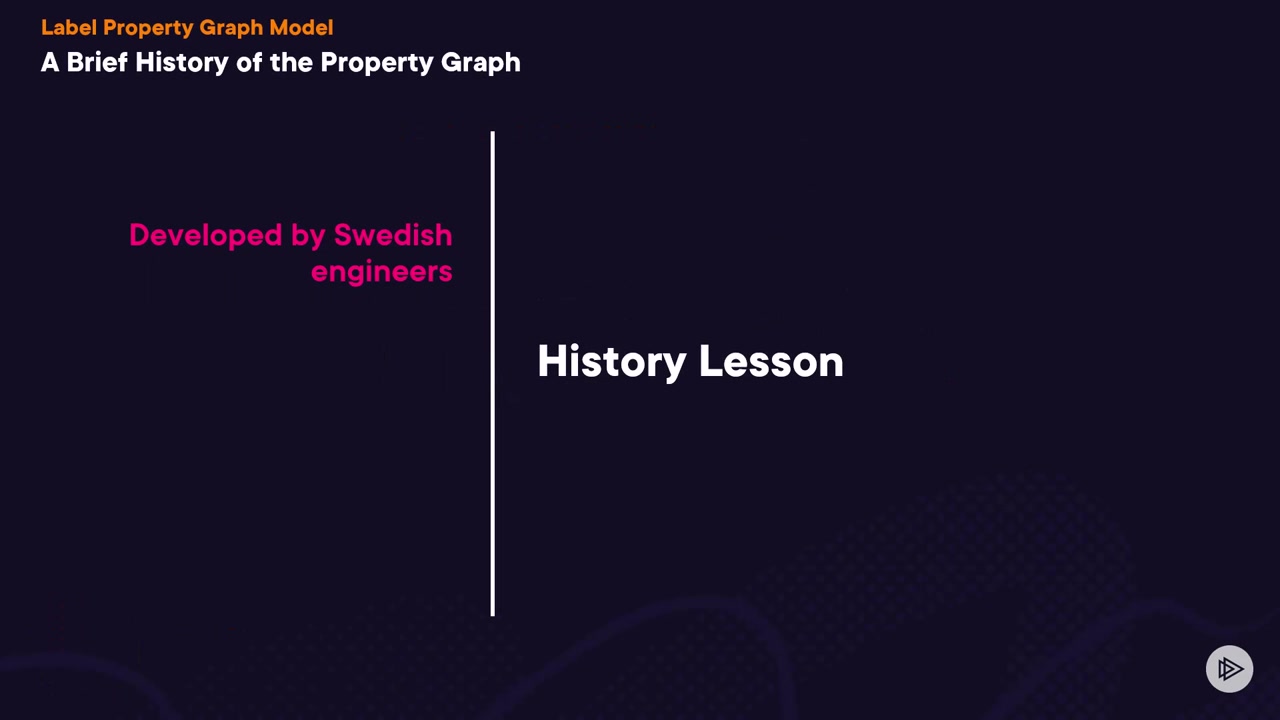 Label Property Graph Model
A Brief History of the Property Graph
Developed by Swedish
engineers
History Lesson